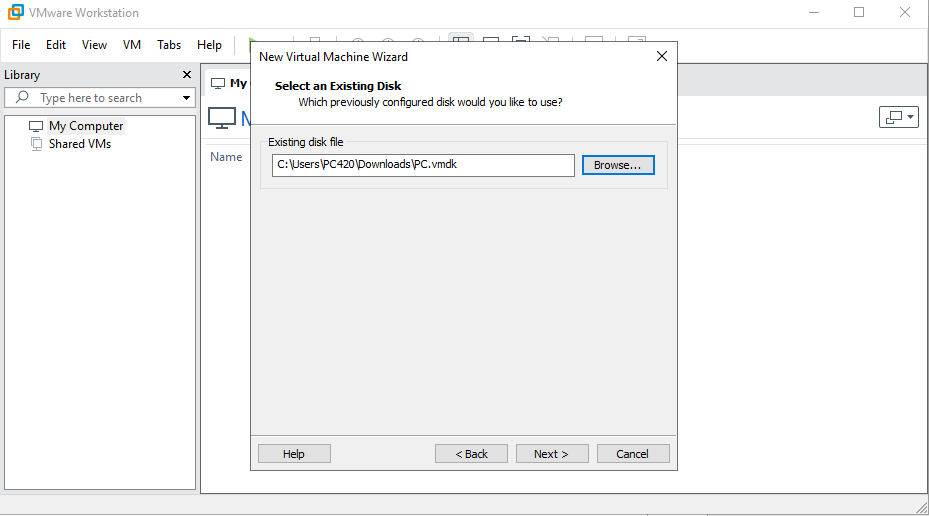 VMware Workstation
File Edit View VM Tabs Help
Library
Type here to search
My Computer
Shared VMs
My
Name
New Virtual Machine Wizard
Select an Existing Disk
Which previously configured disk would you like to use?
Existing disk file
C:\Users\PC420\Downloads\PC.vmdk
Browse...
Help
< Back
Next >
Cancel